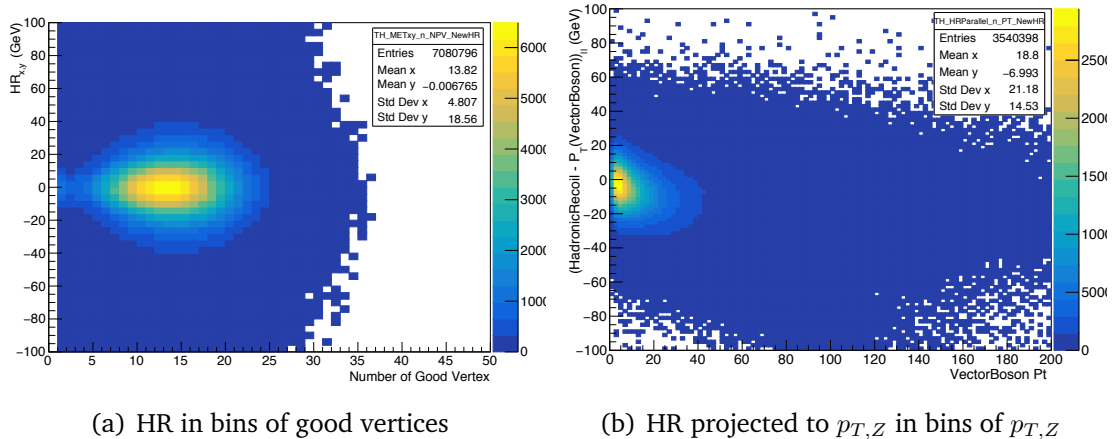 HR_{x,y} (GeV)
100
80
60
40
20
0
−20
−40
−60
−80
−100
0 5 10 15 20 25 30 35 40 45 50
Number of Good Vertex
TH_METxy_n_NPV_NewHR
Entries 7080796
Mean x 13.82
Mean y −0.006765
Std Dev x 4.807
Std Dev y 18.56
6000
5000
4000
3000
2000
1000
0
(HadronicRecoil - P_T(VectorBoson))_{||} (GeV)
100
80
60
40
20
0
−20
−40
−60
−80
−100
0 20 40 60 80 100 120 140 160 180 200
VectorBoson Pt
TH_HRParallel_n_PT_NewHR
Entries 3540398
Mean x 18.8
Mean y −6.993
Std Dev x 21.18
Std Dev y 14.53
2500
2000
1500
1000
500
0
(a) HR in bins of good vertices
(b) HR projected to p_{T,Z} in bins of p_{T,Z}